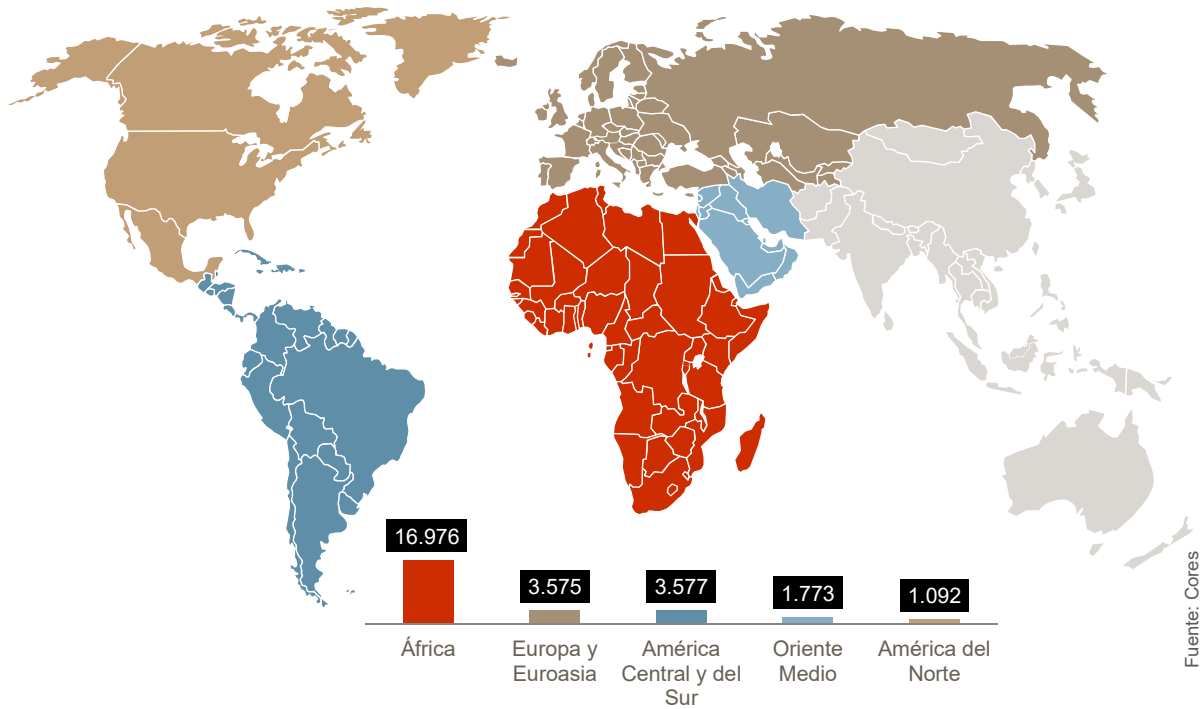 16.976
3.575
3.577
1.773
1.092
África
Europa y
Euroasia
América
Central y del
Sur
Oriente
Medio
América del
Norte
Fuente: Cores